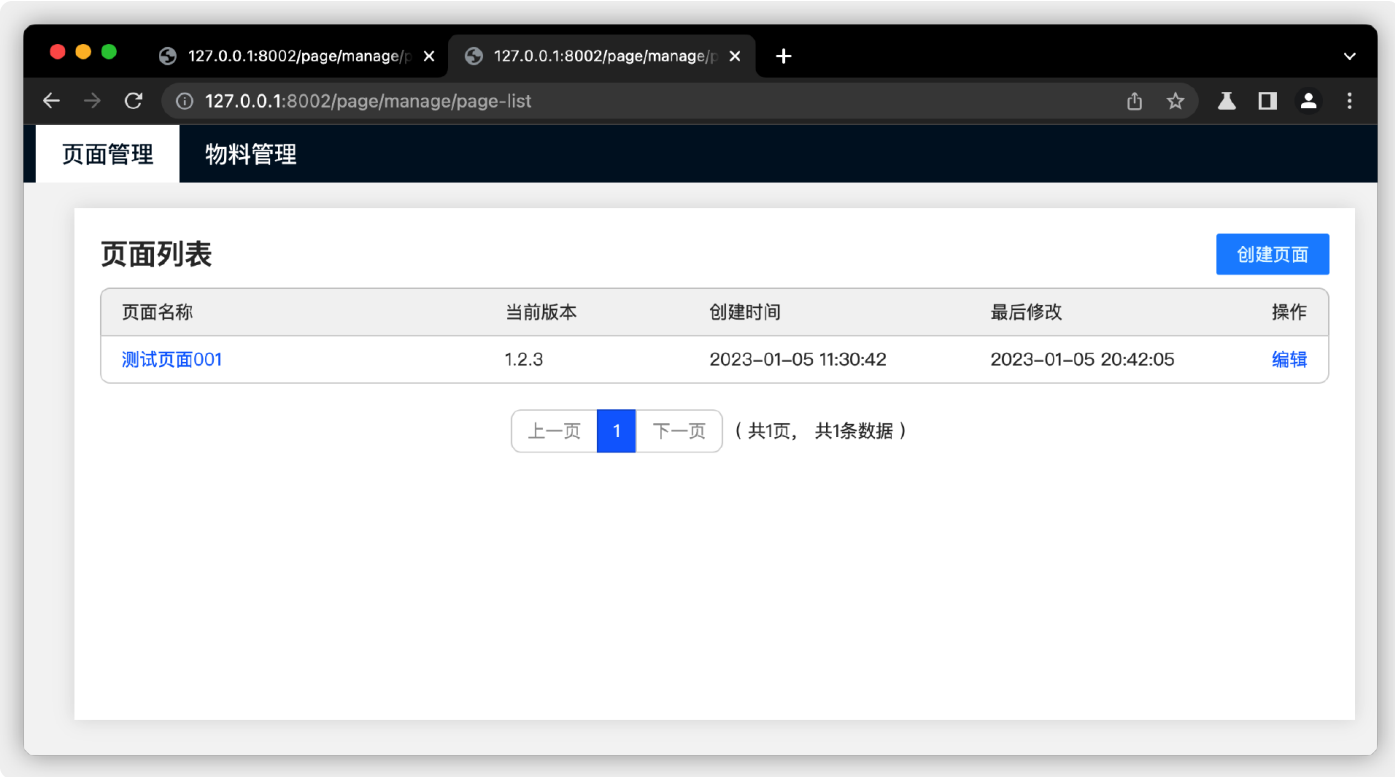 127.0.0.1:8002/page/manage/p 127.0.0.1:8002/page/manage/p
127.0.0.1:8002/page/manage/page-list
页面管理 物料管理
页面列表 创建页面
页面名称 当前版本 创建时间 最后修改 操作
测试页面001 1.2.3 2023-01-05 11:30:42 2023-01-05 20:42:05 编辑
上一页 1 下一页 ( 共1页, 共1条数据 )